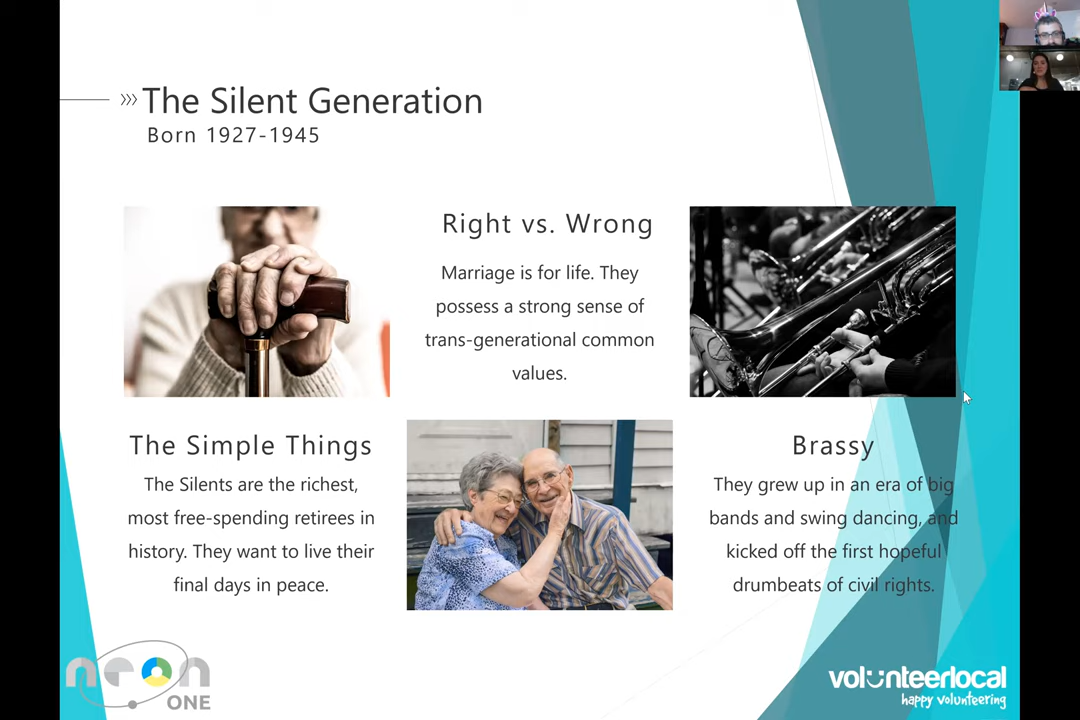 The Silent Generation
Born 1927-1945
Right vs. Wrong
Marriage is for life. They
possess a strong sense of
trans-generational common
values.
The Simple Things
The Silents are the richest,
most free-spending retirees in
history. They want to live their
final days in peace.
Brassy
They grew up in an era of big
bands and swing dancing, and
kicked off the first hopeful
drumbeats of civil rights.
neon
ONE
volunteerlocal
happy volunteering